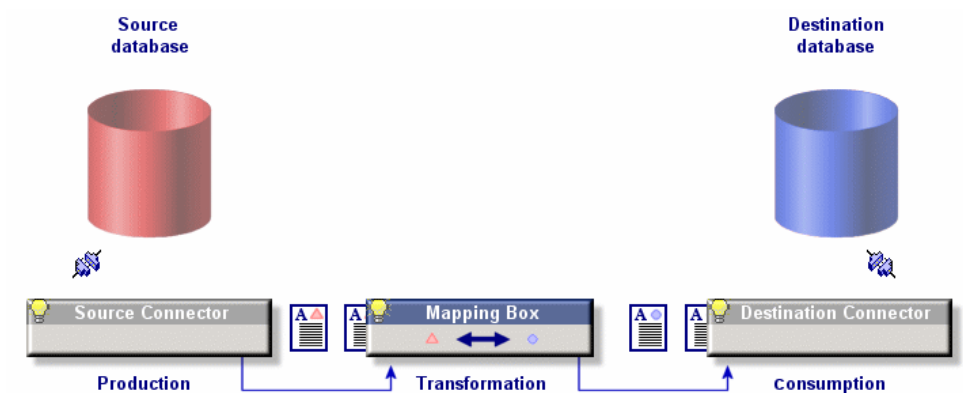 Source
database
Destination
database
Source Connector
A
A
Mapping Box
A
A
Destination Connector
Production
Transformation
Consumption